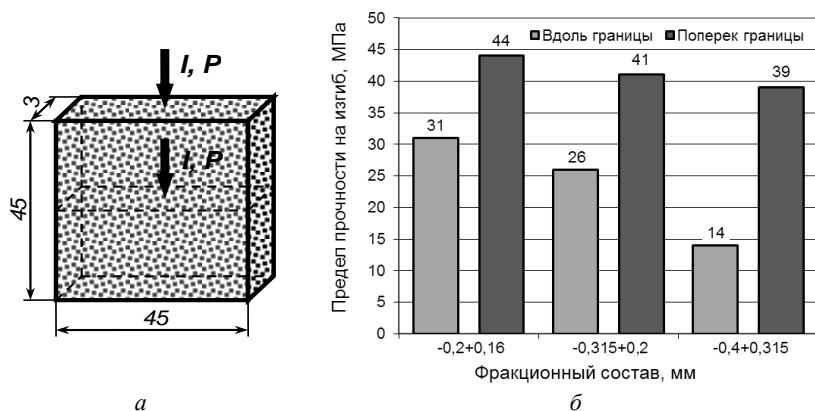 I, P
3
I, P
45
45
а
Предел прочности на изгиб, МПа
50
45
40
35
30
25
20
15
10
5
0
Вдоль границы Поперек границы
31
44
26
41
14
39
-0,2+0,16 -0,315+0,2 -0,4+0,315
Фракционный состав, мм
б